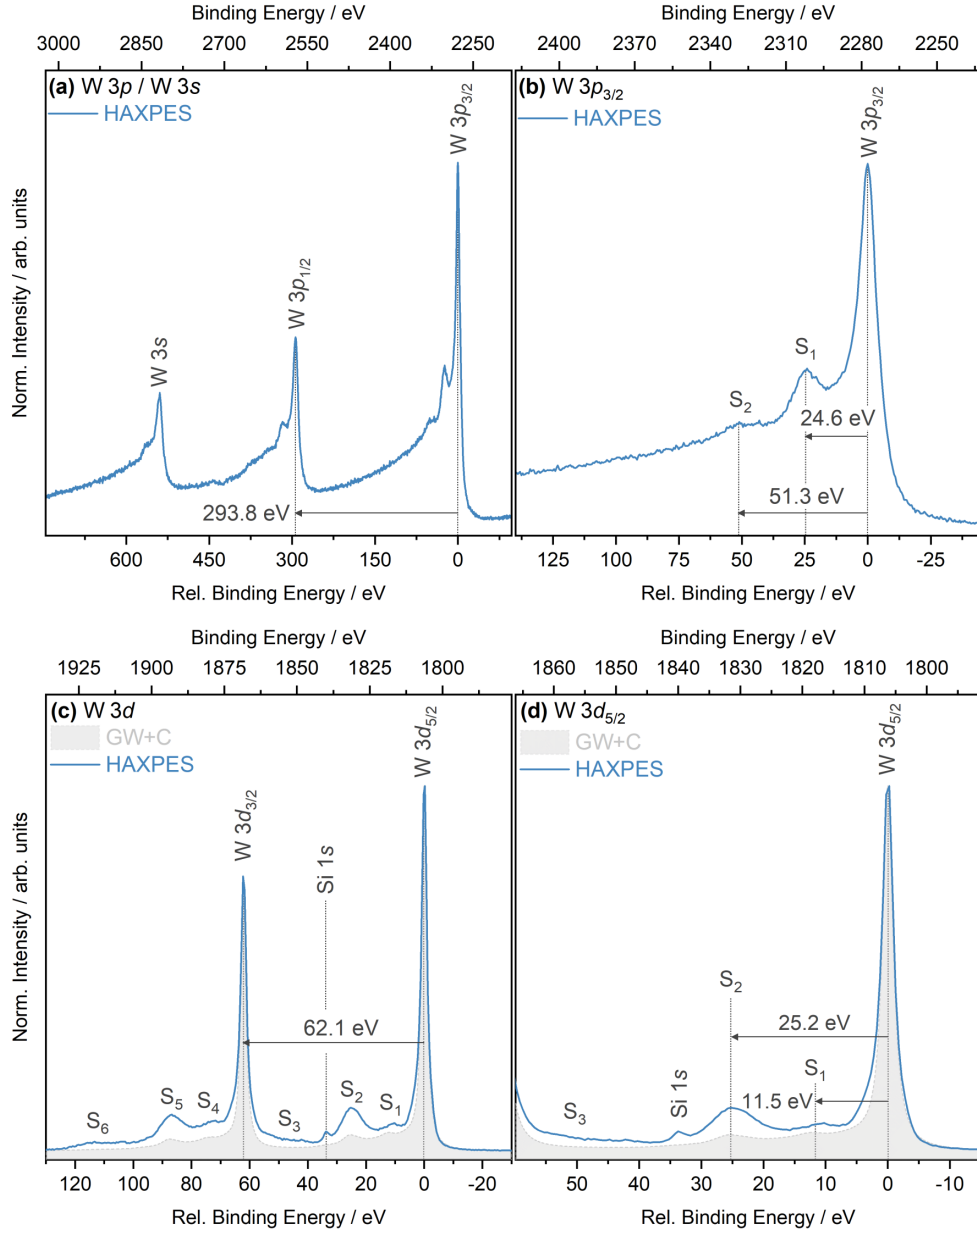 Binding Energy / eV
3000 2850 2700 2550 2400 2250
(a) W 3p / W 3s
HAXPES
W 3s
W 3p1/2
W 3p3/2
293.8 eV
600 450 300 150 0
Rel. Binding Energy / eV
Norm. Intensity / arb. units
Binding Energy / eV
2400 2370 2340 2310 2280 2250
(b) W 3p3/2
HAXPES
W 3p3/2
S1
S2
24.6 eV
51.3 eV
125 100 75 50 25 0 -25
Rel. Binding Energy / eV
Binding Energy / eV
1925 1900 1875 1850 1825 1800
(c) W 3d
GW+C
HAXPES
W 3d5/2
W 3d3/2
Si 1s
62.1 eV
S6 S5 S4 S3 S2 S1
120 100 80 60 40 20 0 -20
Rel. Binding Energy / eV
Norm. Intensity / arb. units
Binding Energy / eV
1860 1850 1840 1830 1820 1810 1800
(d) W 3d5/2
GW+C
HAXPES
W 3d5/2
S2
25.2 eV
Si 1s
S1
11.5 eV
S3
50 40 30 20 10 0 -10
Rel. Binding Energy / eV